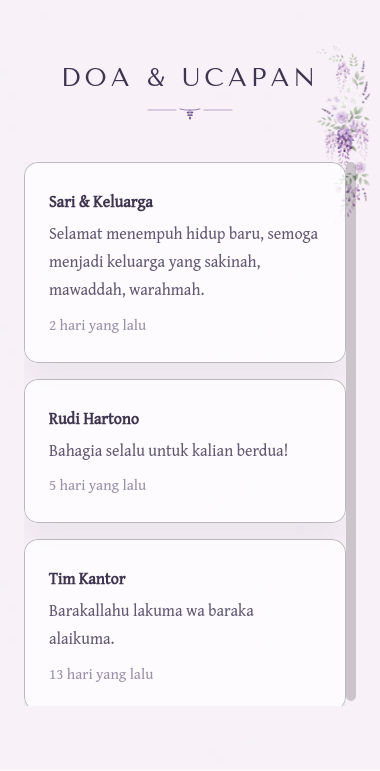 DOA & UCAPAN
Sari & Keluarga
Selamat menempuh hidup baru, semoga
menjadi keluarga yang sakinah,
mawaddah, warahmah.
2 hari yang lalu
Rudi Hartono
Bahagia selalu untuk kalian berdua!
5 hari yang lalu
Tim Kantor
Barakallahu lakuma wa baraka
alaikuma.
13 hari yang lalu